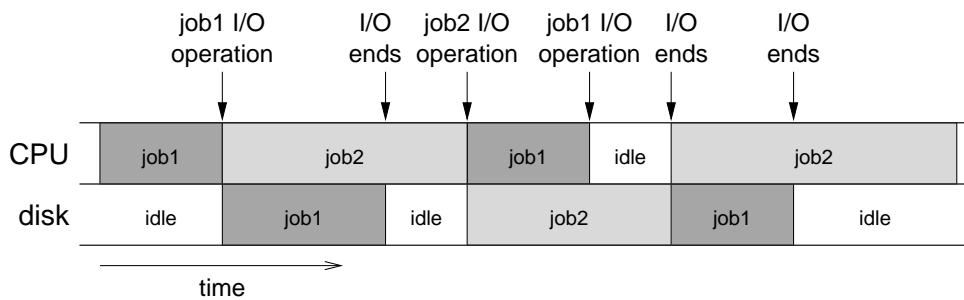 job1 I/O I/O job2 I/O job1 I/O I/O I/O
operation ends operation operation ends ends
CPU job1 job2 job1 idle job2
disk idle job1 idle job2 job1 idle
time